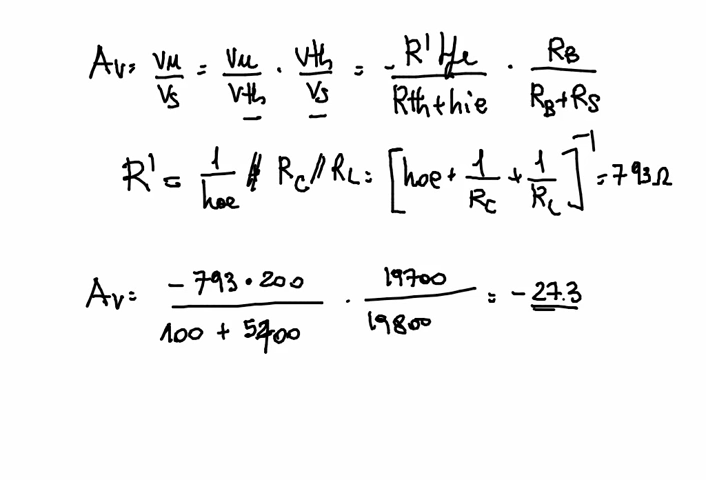 Av = vu/vs = vu/vth · vth/vs = - R'hfe/(Rth+hie) · RB/(RB+RS)
R' = 1/hoe // RC // RL = [hoe + 1/RC + 1/RL]^-1 = 793Ω
Av = (-793·200)/(100 + 5700) · 19700/19800 = -27.3